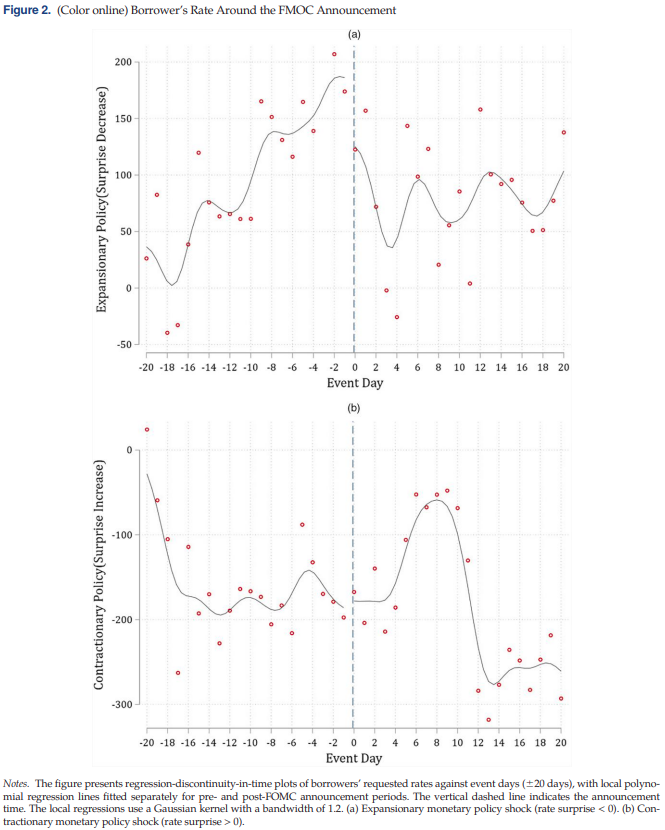 Figure 2. (Color online) Borrower's Rate Around the FMOC Announcement
(a)
Expansionary Policy(Surprise Decrease)
200
150
100
50
0
-50
-20 -18 -16 -14 -12 -10 -8 -6 -4 -2 0 2 4 6 8 10 12 14 16 18 20
Event Day
(b)
Contractionary Policy(Surprise Increase)
0
-100
-200
-300
-20 -18 -16 -14 -12 -10 -8 -6 -4 -2 0 2 4 6 8 10 12 14 16 18 20
Event Day
Notes. The figure presents regression-discontinuity-in-time plots of borrowers' requested rates against event days (±20 days), with local polyno-
mial regression lines fitted separately for pre- and post-FOMC announcement periods. The vertical dashed line indicates the announcement
time. The local regressions use a Gaussian kernel with a bandwidth of 1.2. (a) Expansionary monetary policy shock (rate surprise < 0). (b) Con-
tractionary monetary policy shock (rate surprise > 0).